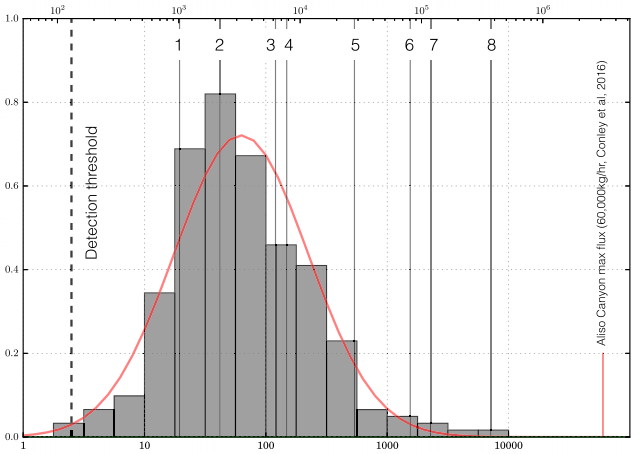 10² 10³ 10⁴ 10⁵ 10⁶
1.0
1 2 3 4 5 6 7 8
0.8
0.6
0.4
0.2
0.0
Detection threshold
Aliso Canyon max flux (60.000kg/hr, Conley et al, 2016)
1 10 100 1000 10000